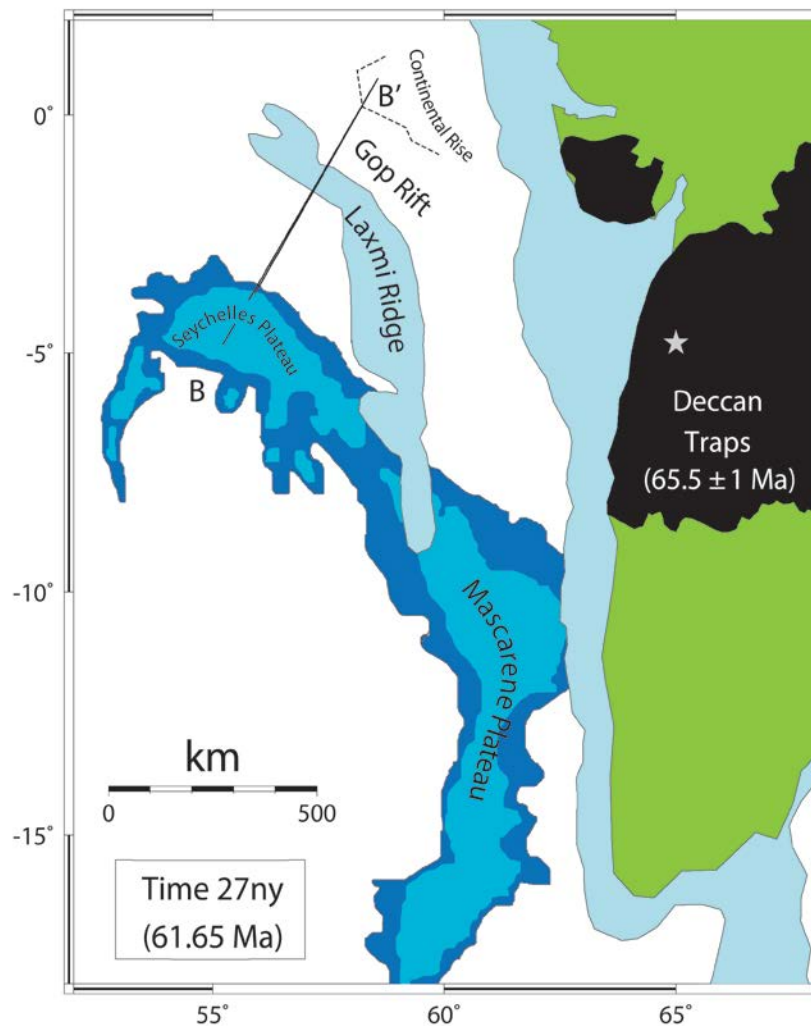 0°
-5°
-10°
-15°
55°
60°
65°
B’
Continental Rise
Gop Rift
Laxmi Ridge
Seychelles Plateau
B
Deccan
Traps
(65.5 ±1 Ma)
Mascarene Plateau
km
0 500
Time 27ny
(61.65 Ma)